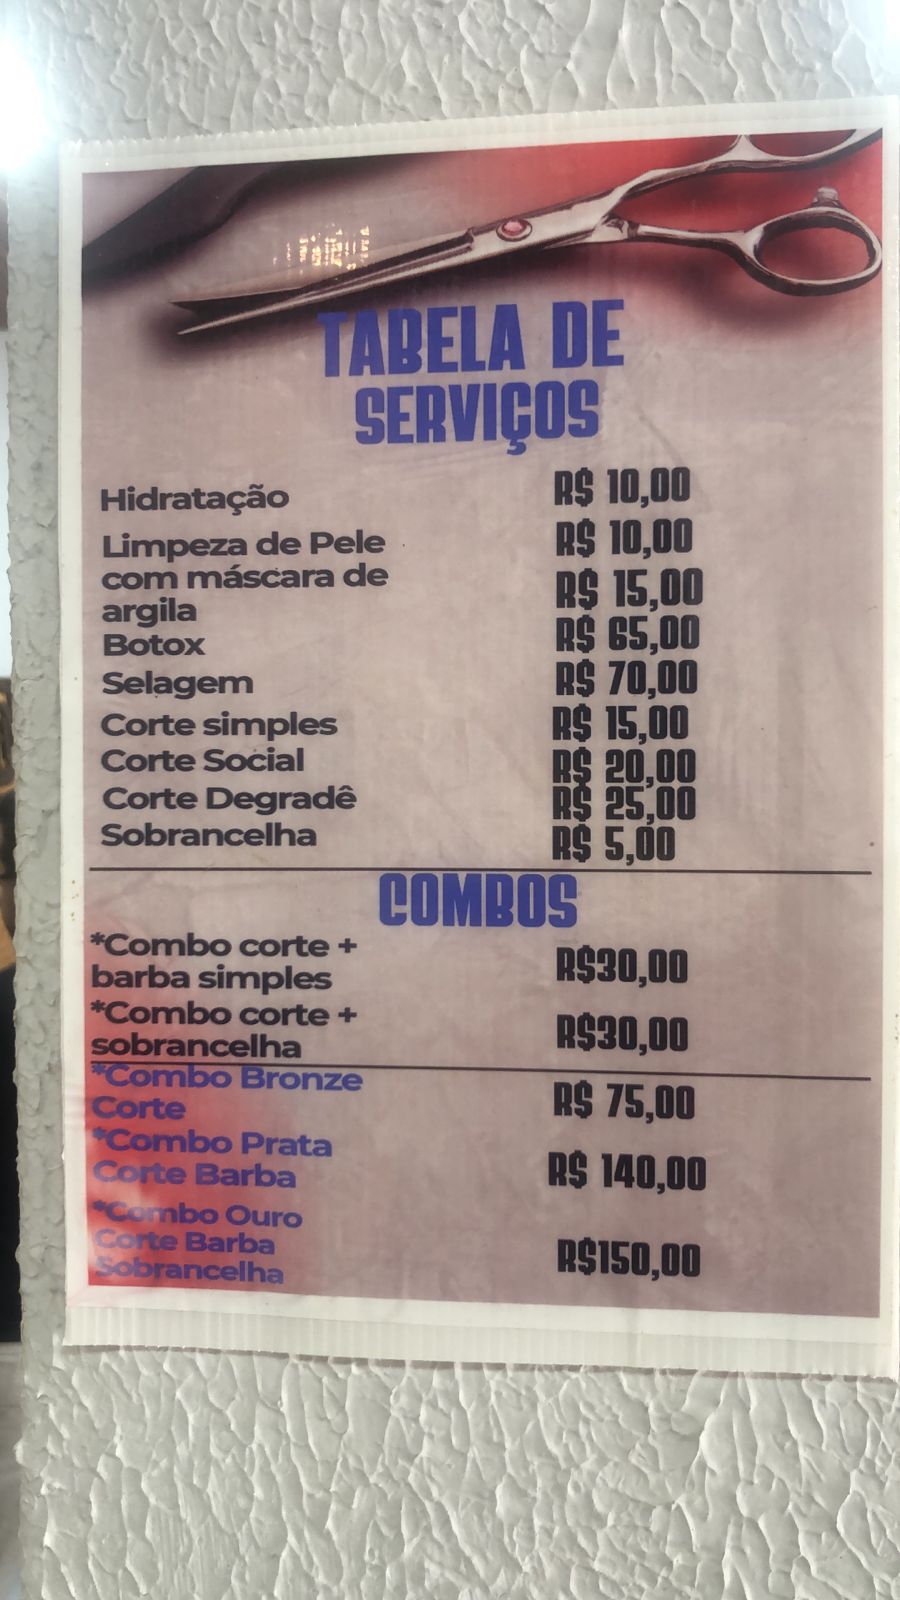 TABELA DE
SERVIÇOS
Hidratação R$ 10,00
Limpeza de Pele R$ 10,00
com máscara de R$ 15,00
argila
Botox R$ 65,00
Selagem R$ 70,00
Corte simples R$ 15,00
Corte Social R$ 20,00
Corte Degradê R$ 25,00
Sobrancelha R$ 5,00
COMBOS
*Combo corte +
barba simples R$30,00
*Combo corte +
sobrancelha R$30,00
*Combo Bronze
Corte R$ 75,00
*Combo Prata
Corte Barba R$ 140,00
*Combo Ouro
Corte Barba R$150,00
Sobrancelha